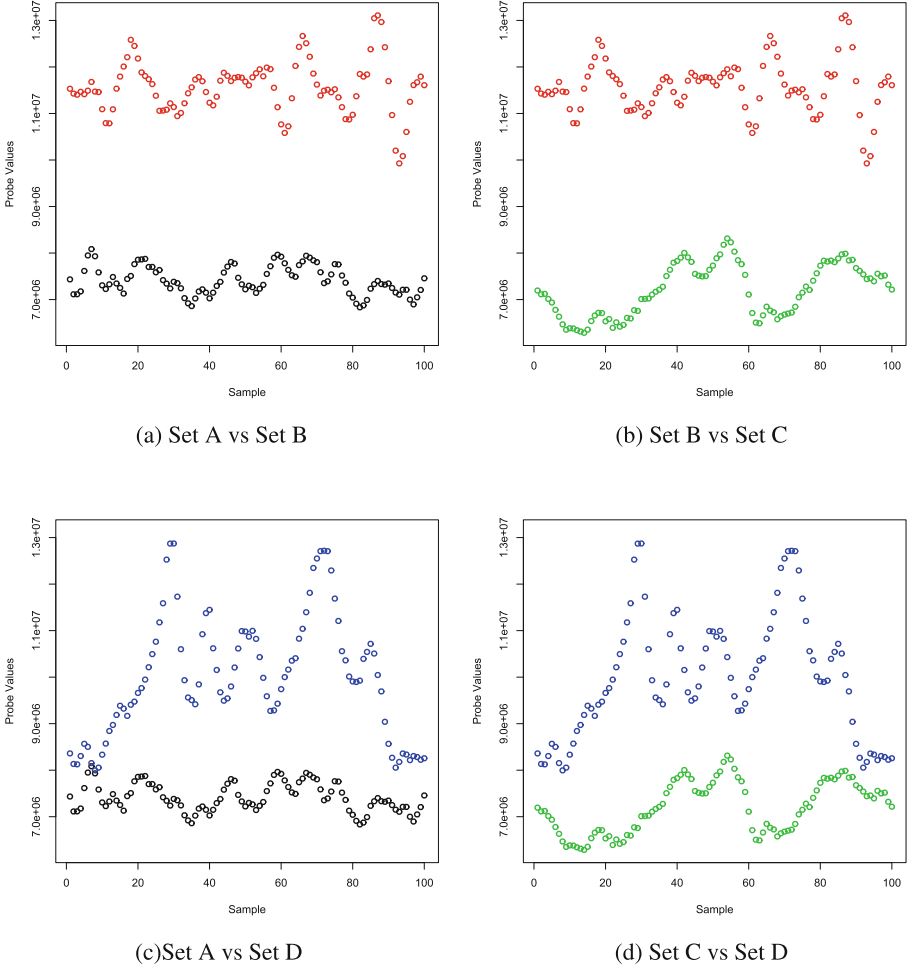 1.3e+07
1.1e+07
9.0e+06
7.0e+06
Probe Values
0 20 40 60 80 100
Sample
(a) Set A vs Set B
1.3e+07
1.1e+07
9.0e+06
7.0e+06
Probe Values
0 20 40 60 80 100
Sample
(b) Set B vs Set C
1.3e+07
1.1e+07
9.0e+06
7.0e+06
Probe Values
0 20 40 60 80 100
Sample
(c)Set A vs Set D
1.3e+07
1.1e+07
9.0e+06
7.0e+06
Probe Values
0 20 40 60 80 100
Sample
(d) Set C vs Set D